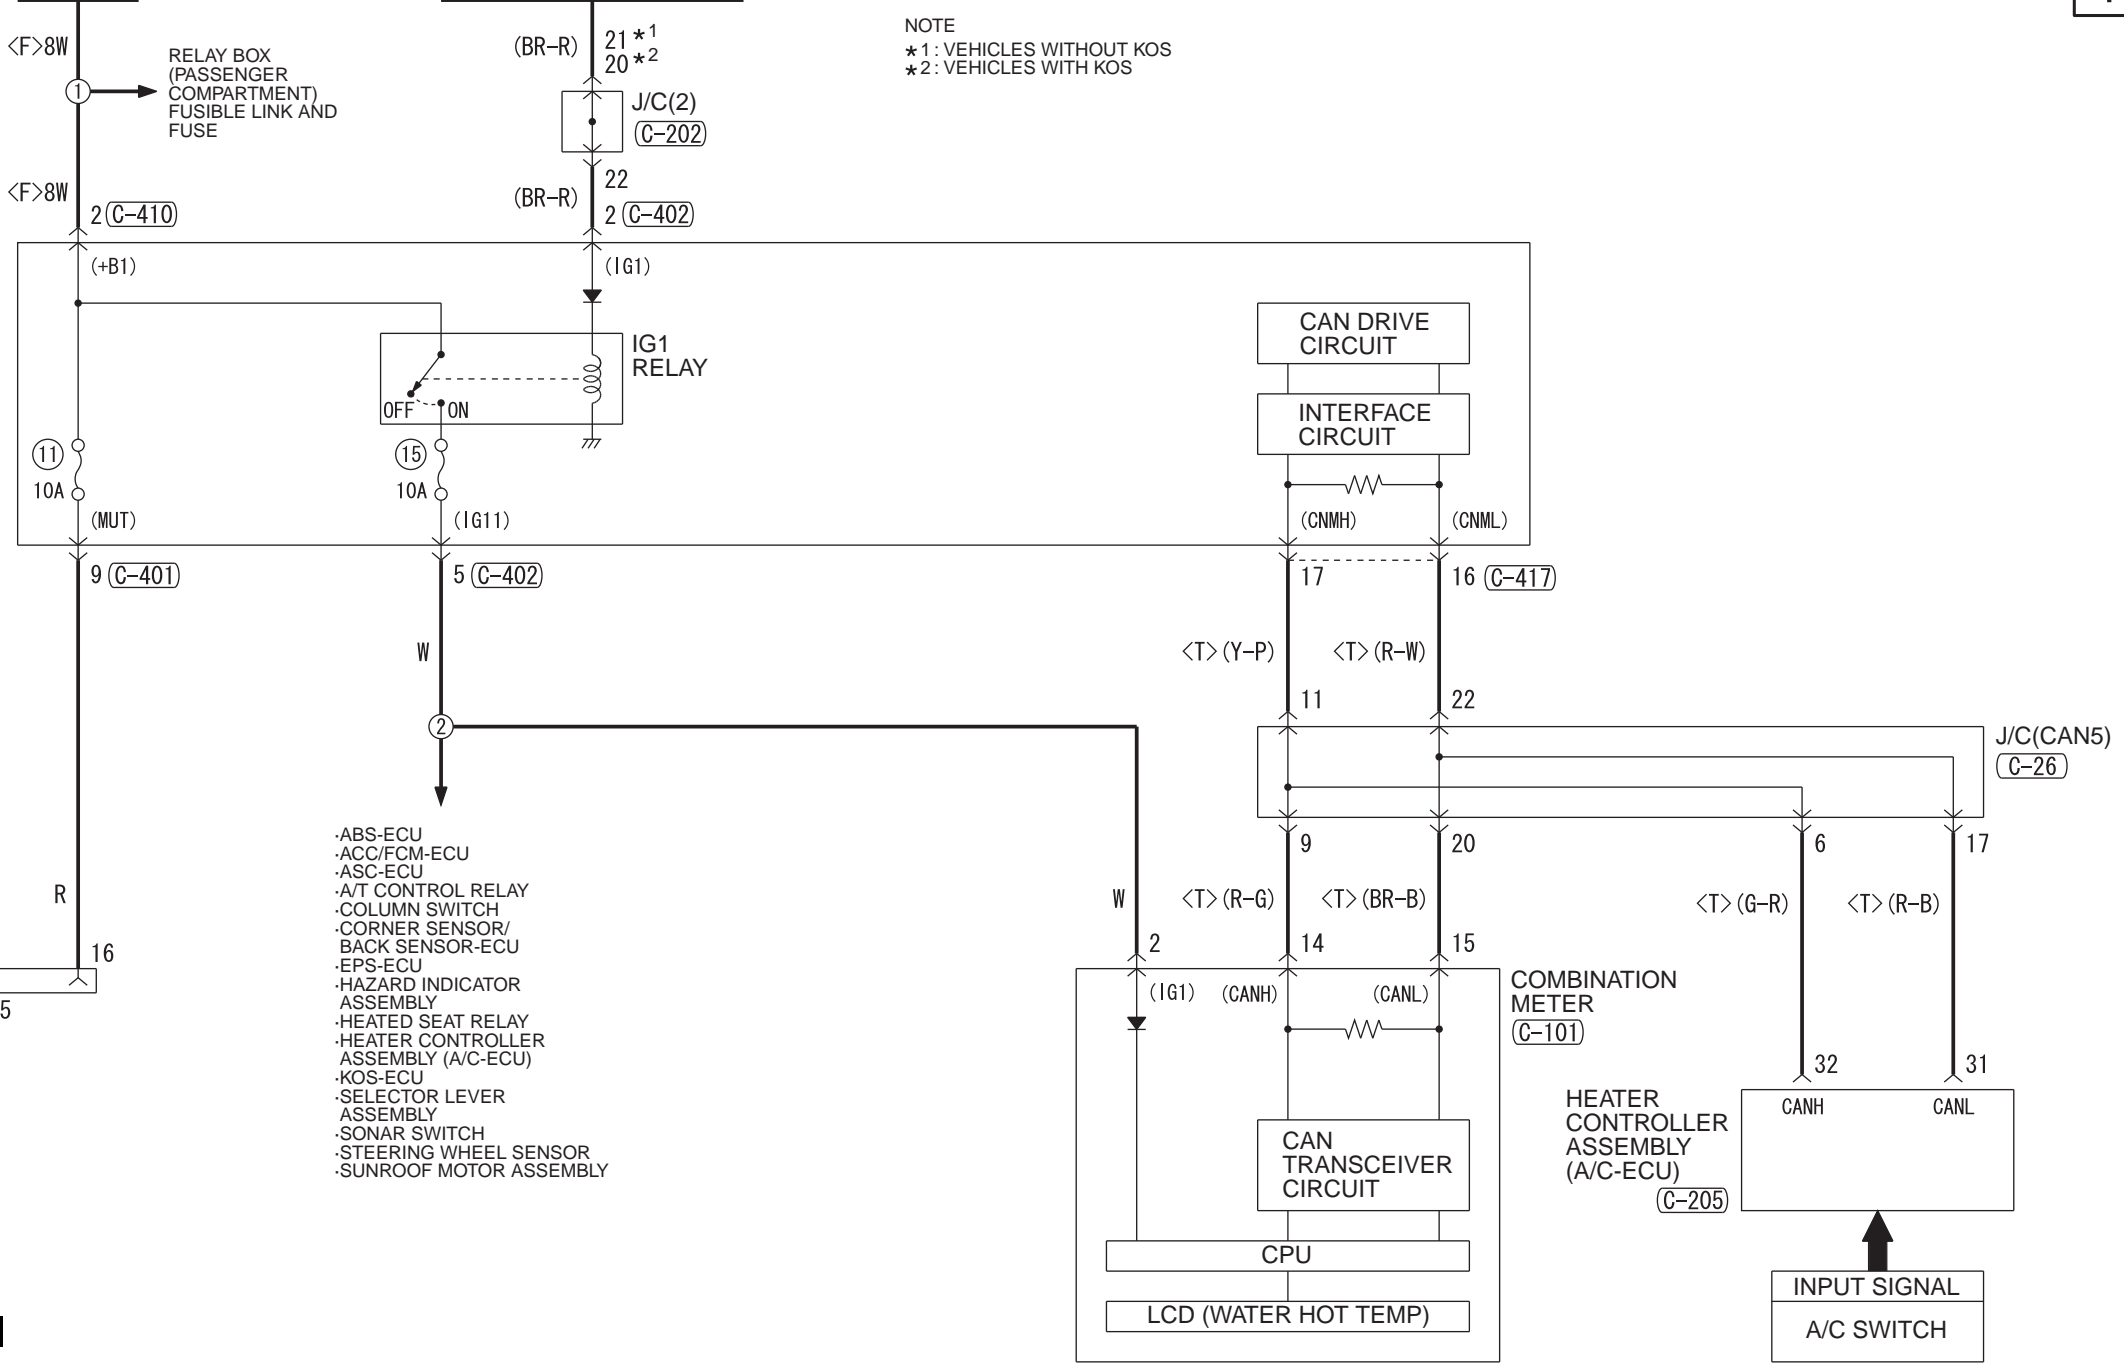 <F>8W
1
RELAY BOX
(PASSENGER
COMPARTMENT)
FUSIBLE LINK AND
FUSE
<F>8W
2 (C-410)
(BR-R)
21 *1
20 *2
J/C(2)
(C-202)
22
(BR-R)
2 (C-402)
NOTE
*1: VEHICLES WITHOUT KOS
*2: VEHICLES WITH KOS
(+B1)
(IG1)
IG1
RELAY
OFF
ON
11
10A
(MUT)
15
10A
(IG11)
CAN DRIVE
CIRCUIT
INTERFACE
CIRCUIT
(CNMH)
(CNML)
9 (C-401)
5 (C-402)
17
16 (C-417)
W
<T>(Y-P)
<T>(R-W)
11
22
2
J/C(CAN5)
(C-26)
9
20
6
17
R
16
5
·ABS-ECU
·ACC/FCM-ECU
·ASC-ECU
·A/T CONTROL RELAY
·COLUMN SWITCH
·CORNER SENSOR/
BACK SENSOR-ECU
·EPS-ECU
·HAZARD INDICATOR
ASSEMBLY
·HEATED SEAT RELAY
·HEATER CONTROLLER
ASSEMBLY (A/C-ECU)
·KOS-ECU
·SELECTOR LEVER
ASSEMBLY
·SONAR SWITCH
·STEERING WHEEL SENSOR
·SUNROOF MOTOR ASSEMBLY
W
<T>(R-G)
<T>(BR-B)
<T>(G-R)
<T>(R-B)
2
14
15
(IG1)
(CANH)
(CANL)
COMBINATION
METER
(C-101)
CAN
TRANSCEIVER
CIRCUIT
CPU
LCD (WATER HOT TEMP)
32
31
CANH
CANL
HEATER
CONTROLLER
ASSEMBLY
(A/C-ECU)
(C-205)
INPUT SIGNAL
A/C SWITCH